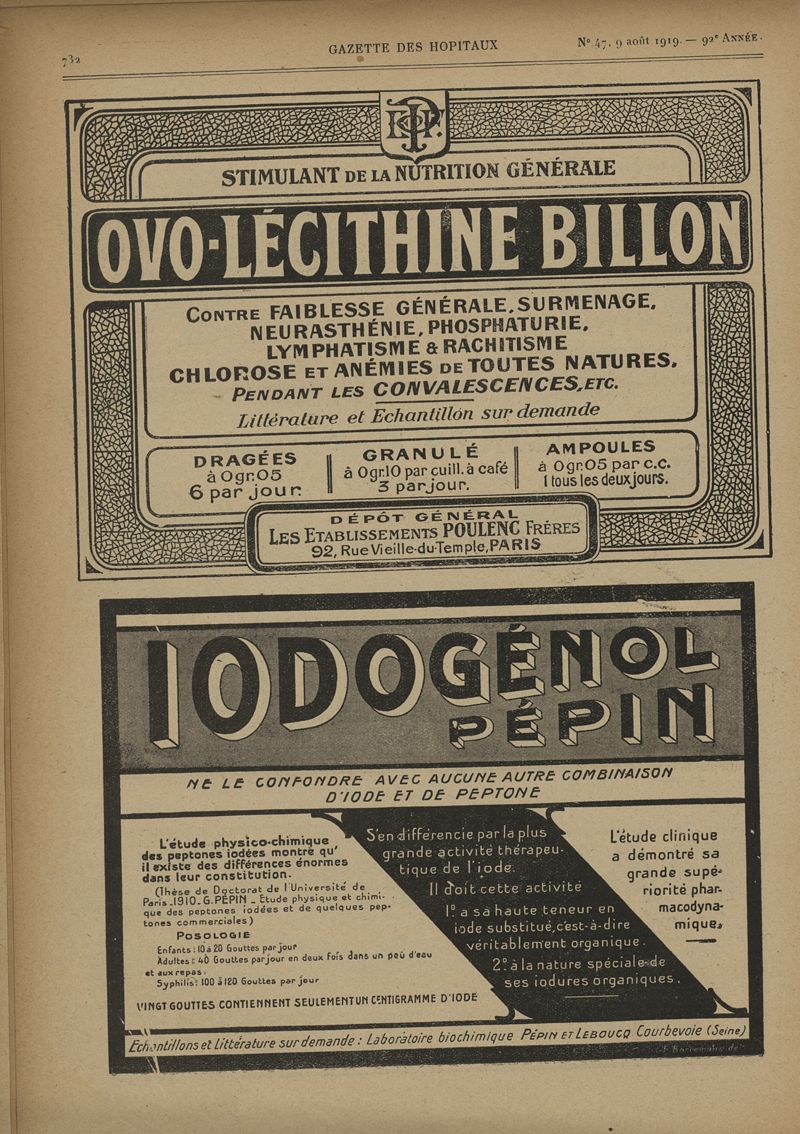 732
GAZETTE DES HOPITAUX
N° 47, 9 août 1919. — 92e ANNÉE.
STIMULANT DE LA NUTRITION GÉNÉRALE
OVO-LÉCITHINE BILLON
CONTRE FAIBLESSE GÉNÉRALE, SURMENAGE,
NEURASTHÉNIE, PHOSPHATURIE,
LYMPHATISME & RACHITISME
CHLOROSE ET ANÉMIES DE TOUTES NATURES,
PENDANT LES CONVALESCENCES, ETC.
Littérature et Echantillon sur demande
DRAGÉES
à 0gr.05
6 par jour.
GRANULÉ
à 0gr.10 par cuill. à café
3 par jour.
AMPOULES
à 0gr.05 par c.c.
1 tous les deux jours.
DÉPÔT GÉNÉRAL
LES ETABLISSEMENTS POULENC FRÈRES
92, Rue Vieille-du-Temple, PARIS
IODOGÉNOL
PÉPIN
NE LE CONFONDRE AVEC AUCUNE AUTRE COMBINAISON
D'IODE ET DE PEPTONE
L'étude physico-chimique
des peptones iodées montre qu'
il existe des différences énormes
dans leur constitution.
(Thèse de Doctorat de l'Université de
Paris_1910_G.PÉPIN _ Etude physique et chimi-
que des peptones iodées et de quelques pep-
tones commerciales)
POSOLOGIE
Enfants: 10 à 20 Gouttes par jour
Adultes: 40 Gouttes par jour en deux fois dans un peu d'eau
et aux repas.
Syphilis: 100 à 120 Gouttes par jour
VINGT GOUTTES CONTIENNENT SEULEMENT UN CENTIGRAMME D'IODE
S'en différencie par la plus
grande activité thérapeu-
tique de l'iode.
Il doit cette activité
1° à sa haute teneur en
iode substitué, c'est-à-dire
véritablement organique.
2° à la nature spéciale de
ses iodures organiques.
L'étude clinique
a démontré sa
grande supé-
riorité phar-
macodyna-
mique.
Echantillons et Littérature sur demande : Laboratoire biochimique PÉPIN ET LEBOUCQ Courbevoie (Seine)